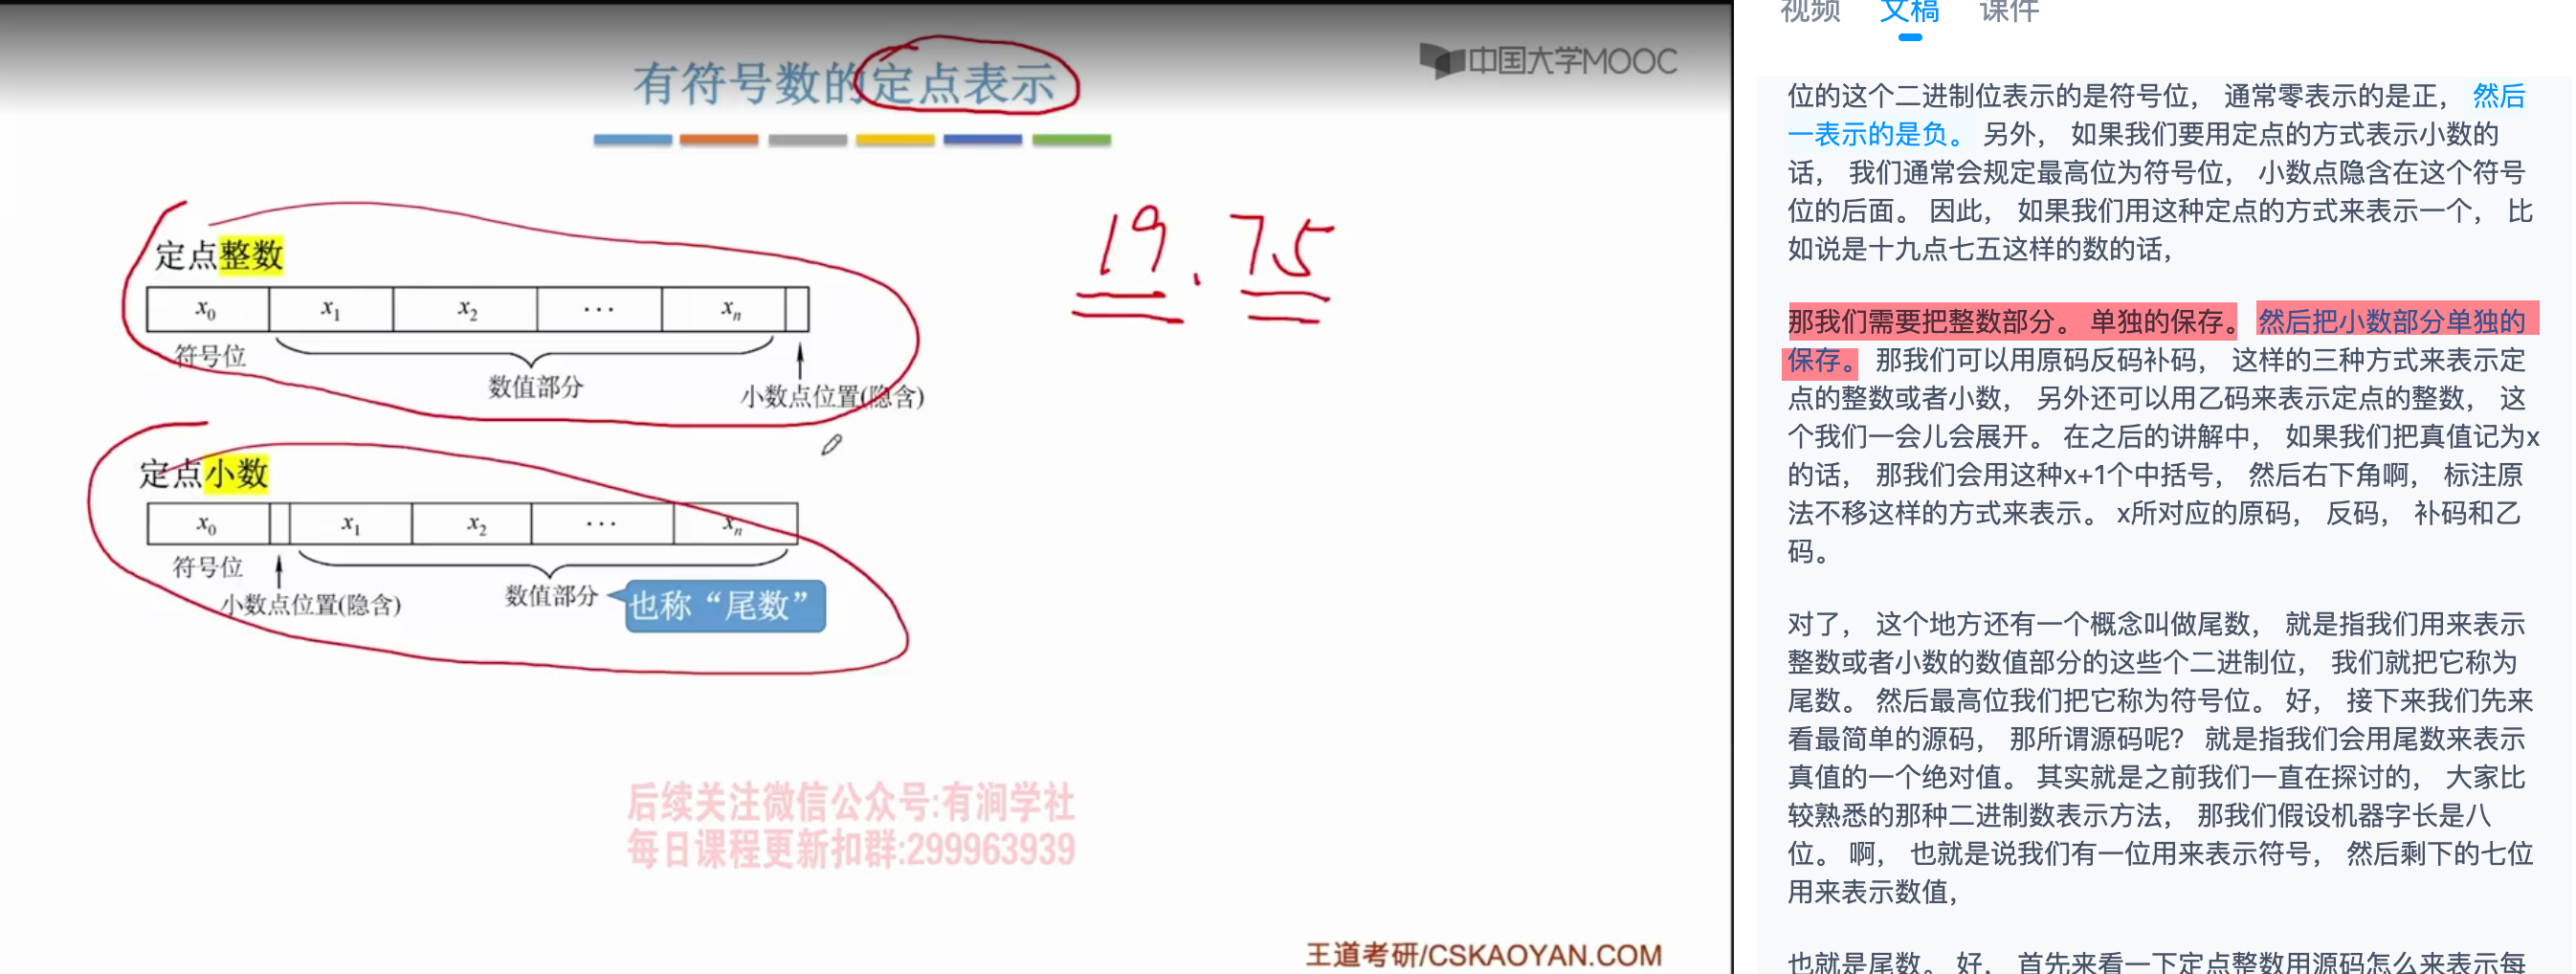 有符号数的定点表示
中国大学MOOC
19.75
定点整数
x0 x1 x2 ··· xn
符号位
数值部分
小数点位置(隐含)
定点小数
x0 x1 x2 ··· xn
符号位
小数点位置(隐含)
数值部分
也称“尾数”
后续关注微信公众号:有涧学社
每日课程更新扣群:299963939
王道考研/CSKAOYAN.COM
视频 文稿 课件
位的这个二进制位表示的是符号位， 通常零表示的是正， 然后
一表示的是负。 另外， 如果我们要用定点的方式表示小数的
话， 我们通常会规定最高位为符号位， 小数点隐含在这个符号
位的后面。 因此， 如果我们用这种定点的方式来表示一个， 比
如说是十九点七五这样的数的话，
那我们需要把整数部分。 单独的保存。 然后把小数部分单独的
保存。 那我们可以用原码反码补码， 这样的三种方式来表示定
点的整数或者小数， 另外还可以用乙码来表示定点的整数， 这
个我们一会儿会展开。 在之后的讲解中， 如果我们把真值记为x
的话， 那我们会用这种x+1个中括号， 然后右下角啊， 标注原
法不移这样的方式来表示。 x所对应的原码， 反码， 补码和乙
码。
对了， 这个地方还有一个概念叫做尾数， 就是指我们用来表示
整数或者小数的数值部分的这些个二进制位， 我们就把它称为
尾数。 然后最高位我们把它称为符号位。 好， 接下来我们先来
看最简单的源码， 那所谓源码呢？ 就是指我们会用尾数来表示
真值的一个绝对值。 其实就是之前我们一直在探讨的， 大家比
较熟悉的那种二进制数表示方法， 那我们假设机器字长是八
位。 啊， 也就是说我们有一位用来表示符号， 然后剩下的七位
用来表示数值，
也就是尾数。 好， 首先来看一下定点整数用源码怎么来表示每